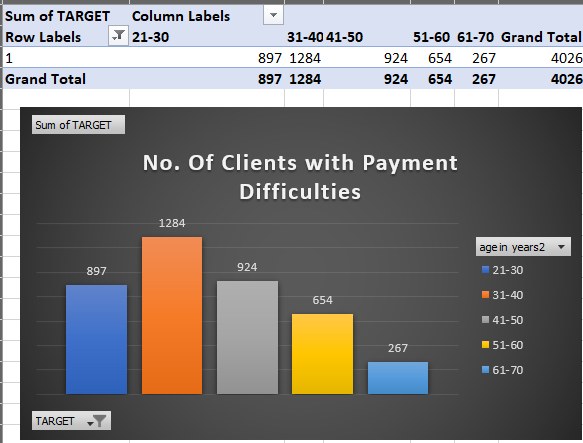 Sum of TARGET Column Labels
Row Labels 21-30 31-40 41-50 51-60 61-70 Grand Total
1 897 1284 924 654 267 4026
Grand Total 897 1284 924 654 267 4026
Sum of TARGET
No. Of Clients with Payment
Difficulties
1284
897
924
654
267
age in years2
21-30
31-40
41-50
51-60
61-70
TARGET